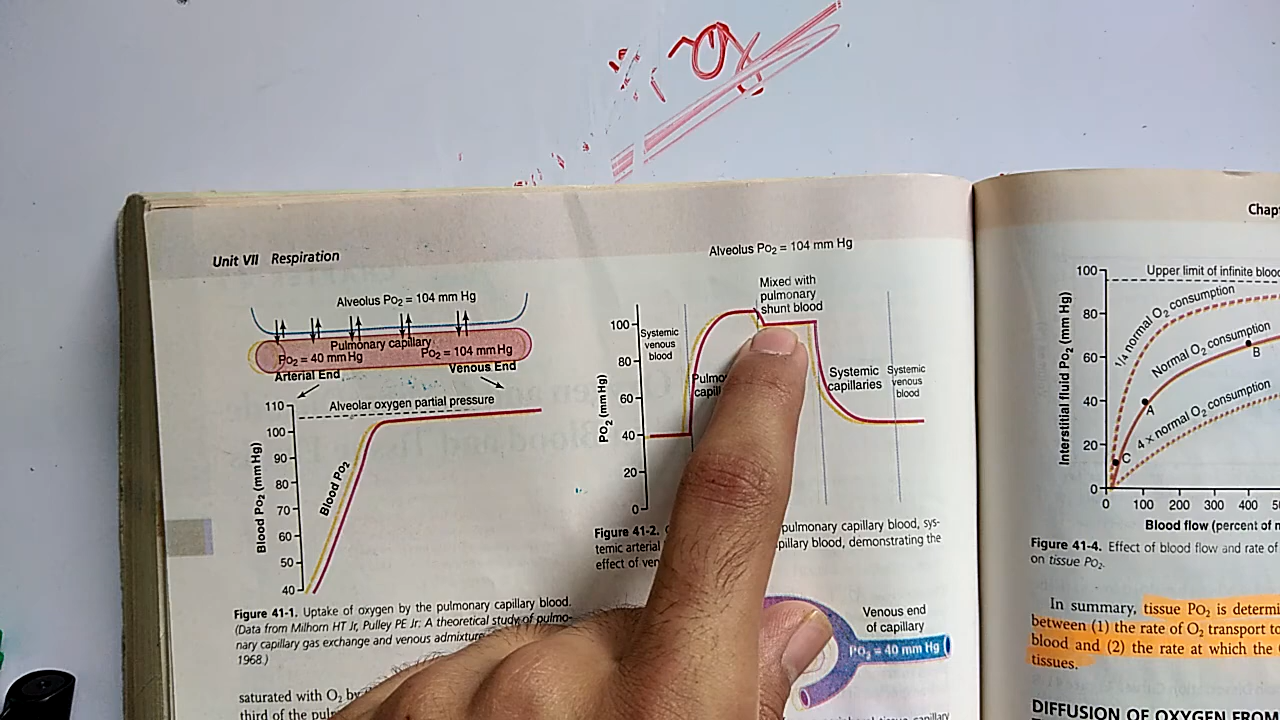 Unit VII Respiration
Alveolus PO₂ = 104 mm Hg
Pulmonary capillary
PO₂ = 40 mm Hg
PO₂ = 104 mm Hg
Arterial End
Venous End
Alveolar oxygen partial pressure
110
100
90
80
70
60
50
40
Blood PO₂ (mm Hg)
Blood PO₂
Figure 41-1. Uptake of oxygen by the pulmonary capillary blood.
(Data from Milhorn HT Jr, Pulley PE Jr: A theoretical study of pulmo-
nary capillary gas exchange and venous admixture
1968.)
saturated with O₂ by
third of the
Alveolus PO₂ = 104 mm Hg
Mixed with
pulmonary
shunt blood
Systemic
venous
blood
Systemic
capillaries
Systemic
venous
blood
100
80
60
40
20
0
PO₂ (mm Hg)
Figure 41-2.
pulmonary capillary blood, sys-
temic arterial
pillary blood, demonstrating the
effect of
Venous end
of capillary
PO₂ = 40 mm Hg
capillary
Upper limit of infinite
100
80
60
40
20
0
Interstitial fluid PO₂ (mm Hg)
1/4 normal O₂ consumption
Normal O₂ consumption
4 × normal O₂ consumption
A
B
C
0 100 200 300 400
Blood flow (percent of
Figure 41-4. Effect of blood flow and rate of
on tissue PO₂.
In summary, tissue PO₂ is
between (1) the rate of O₂ transport
blood and (2) the rate at which the
tissues.
DIFFUSION OF OXYGEN FROM